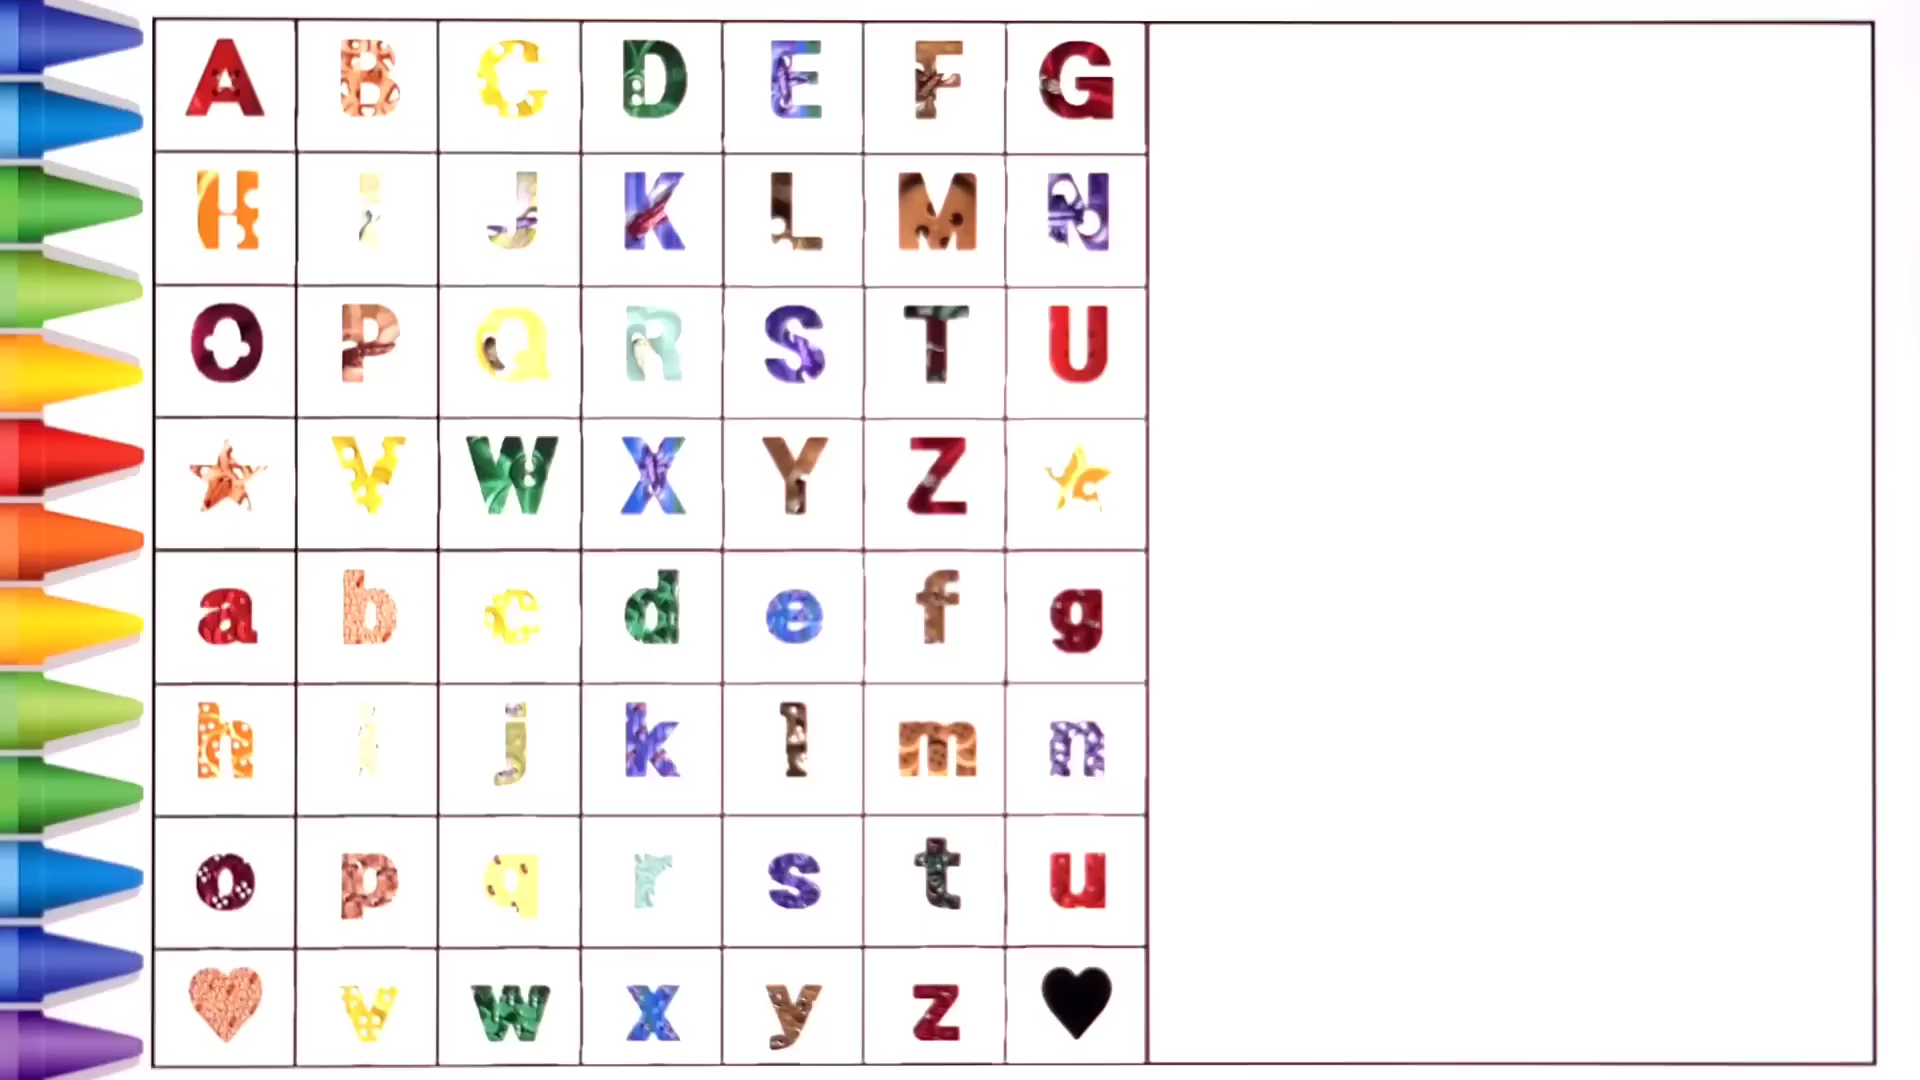 A B C D E F G
H I J K L M N
O P Q R S T U
V W X Y Z
a b c d e f g
h i j k l m n
o p q r s t u
v w x y z